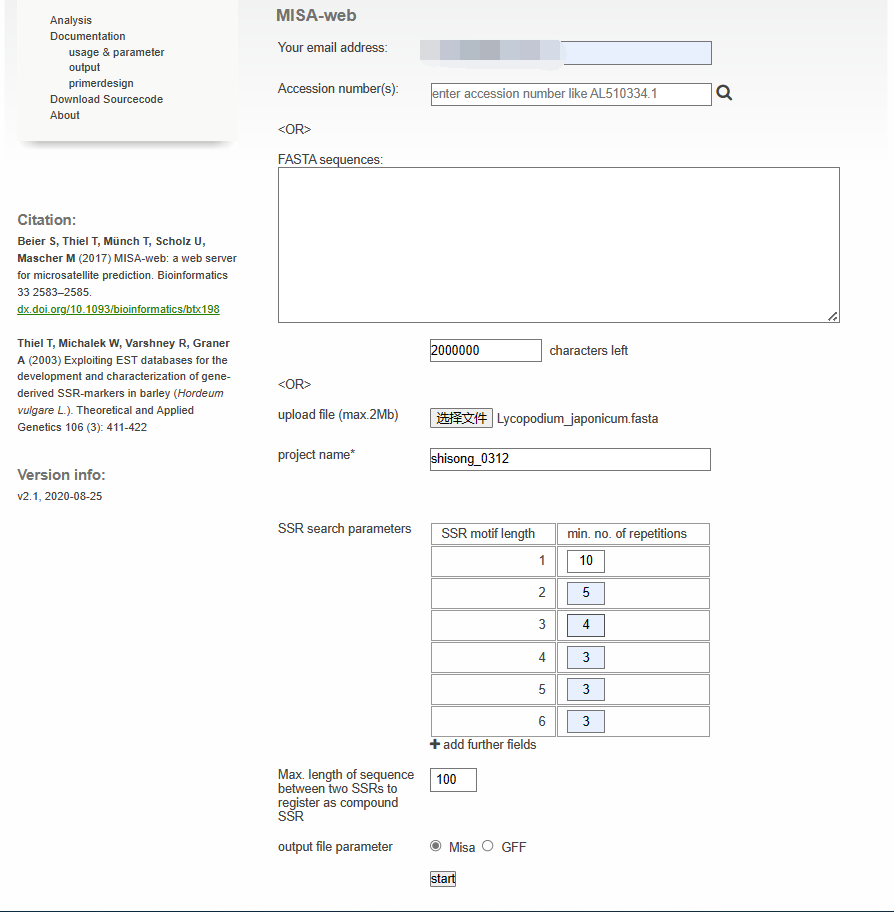 Analysis
Documentation
usage & parameter
output
primerdesign
Download Sourcecode
About
Citation:
Beier S, Thiel T, Münch T, Scholz U,
Mascher M (2017) MISA-web: a web server
for microsatellite prediction. Bioinformatics
33 2583–2585.
dx.doi.org/10.1093/bioinformatics/btx198
Thiel T, Michalek W, Varshney R, Graner
A (2003) Exploiting EST databases for the
development and characterization of gene-
derived SSR-markers in barley (Hordeum
vulgare L.). Theoretical and Applied
Genetics 106 (3): 411-422
Version info:
v2.1, 2020-08-25
MISA-web
Your email address:
Accession number(s): enter accession number like AL510334.1
<OR>
FASTA sequences:
2000000 characters left
<OR>
upload file (max.2Mb) 选择文件 Lycopodium_japonicum.fasta
project name* shisong_0312
SSR search parameters SSR motif length min. no. of repetitions
1 10
2 5
3 4
4 3
5 3
6 3
+ add further fields
Max. length of sequence 100
between two SSRs to
register as compound
SSR
output file parameter Misa GFF
start